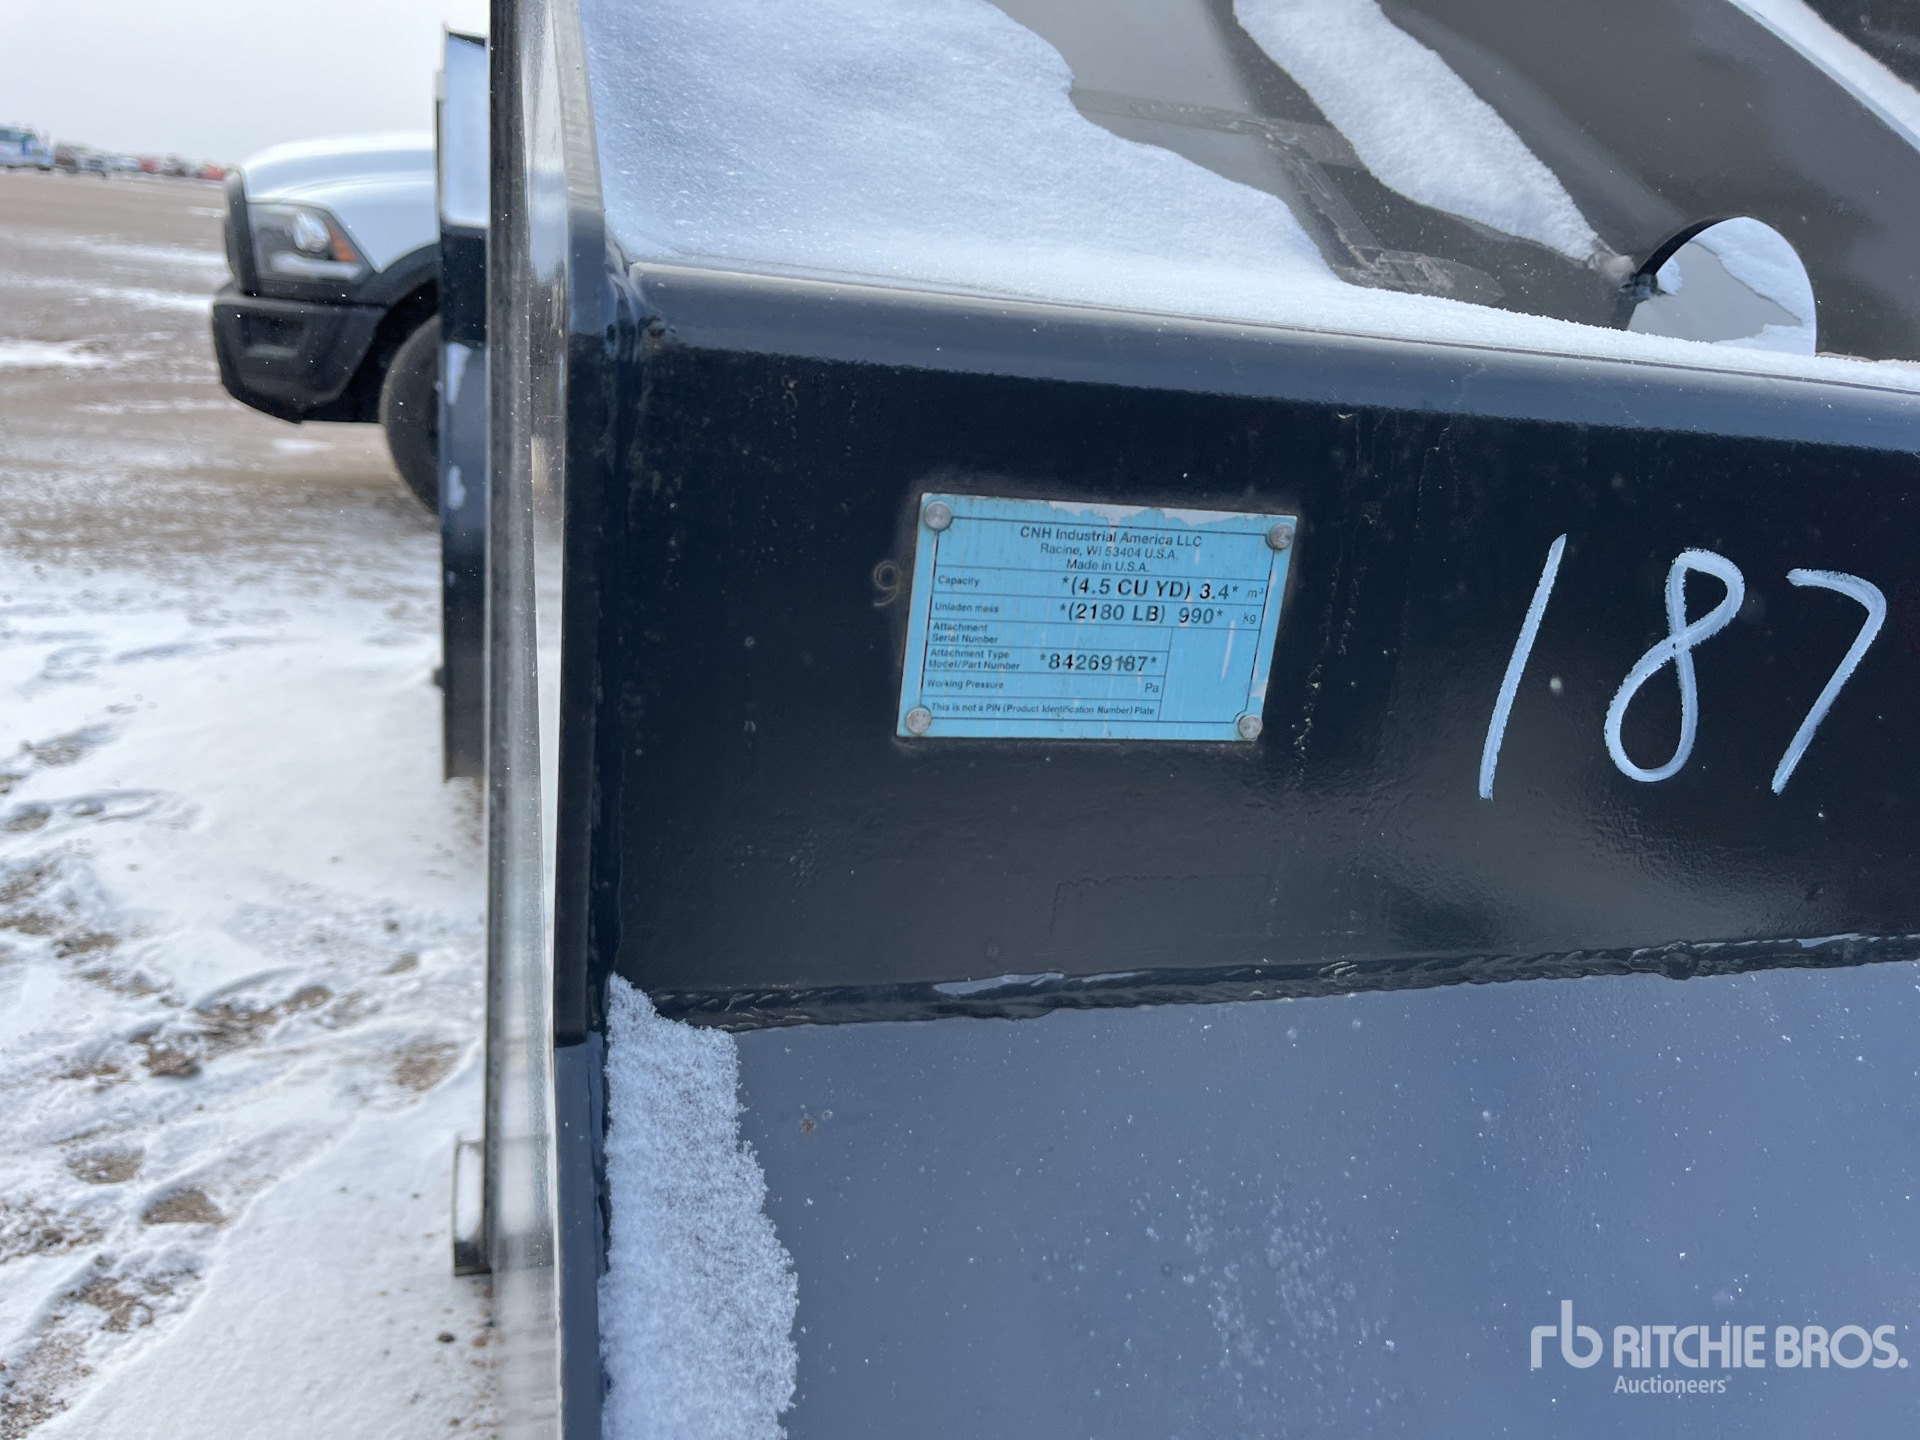 CNH Industrial America LLC
Racine, WI 53404 U.S.A.
Made in U.S.A.
Capacity *(4.5 CU YD) 3.4* m³
Unladen mass *(2180 LB) 990* kg
Attachment
Serial Number
Attachment Type
Model/Part Number *84269187*
Working Pressure Pa
This is not a PIN (Product Identification Number) Plate
9
187
rb RITCHIE BROS.
Auctioneers